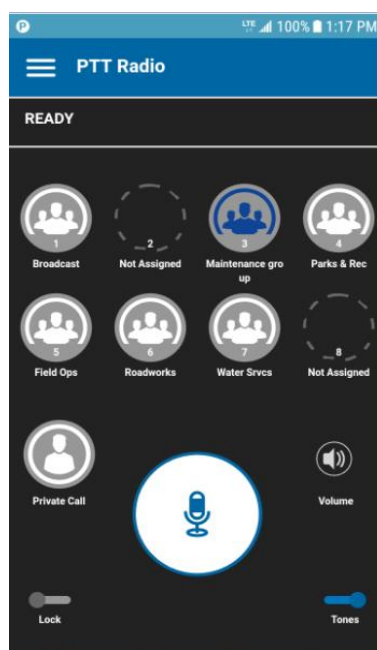 P LTE 100% 1:17 PM
PTT Radio
READY
1 2 3 4
Broadcast Not Assigned Maintenance gro Parks & Rec
up
5 6 7 8
Field Ops Roadworks Water Srvcs Not Assigned
Private Call Volume
Lock Tones